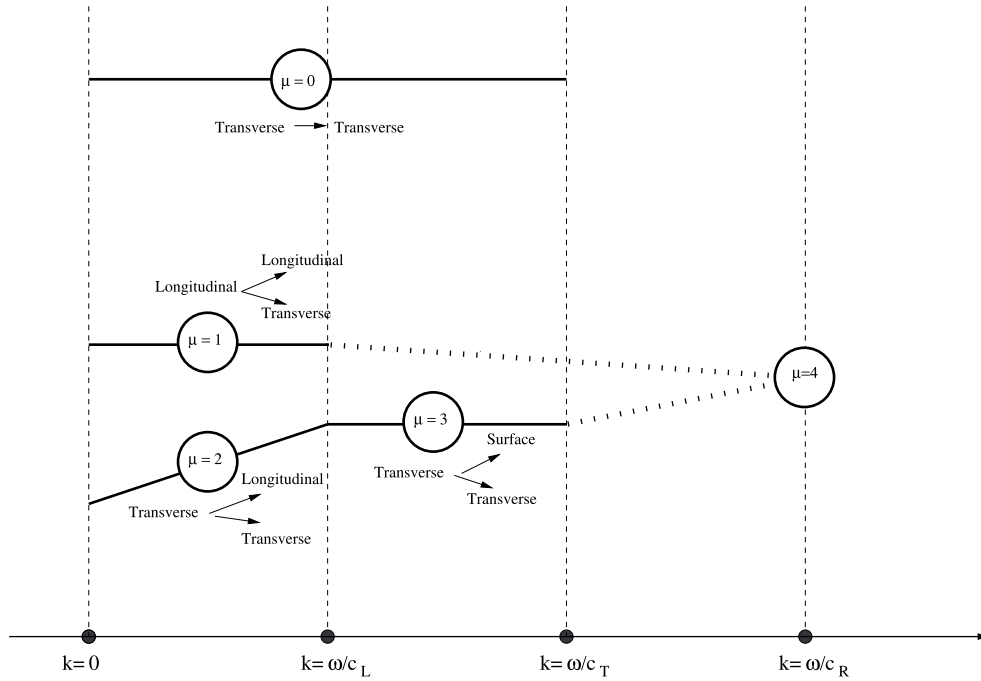 μ = 0
Transverse Transverse
Longitudinal
Longitudinal
Transverse
μ = 1
μ=4
μ = 3
Surface
μ = 2
Transverse
Longitudinal
Transverse
Transverse
Transverse
k= 0 k= ω/c L k= ω/c T k= ω/c R